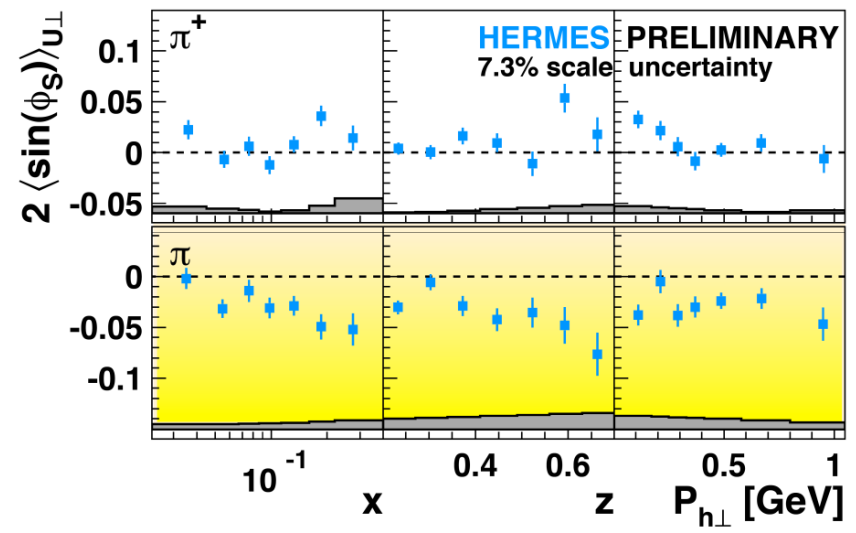 2 ⟨sin(ϕS)⟩U⊥
π+
HERMES PRELIMINARY
7.3% scale uncertainty
0.1
0.05
0
-0.05
π
0
-0.05
-0.1
10-1
0.4 0.6
0.5 1
x
z
Ph⊥ [GeV]